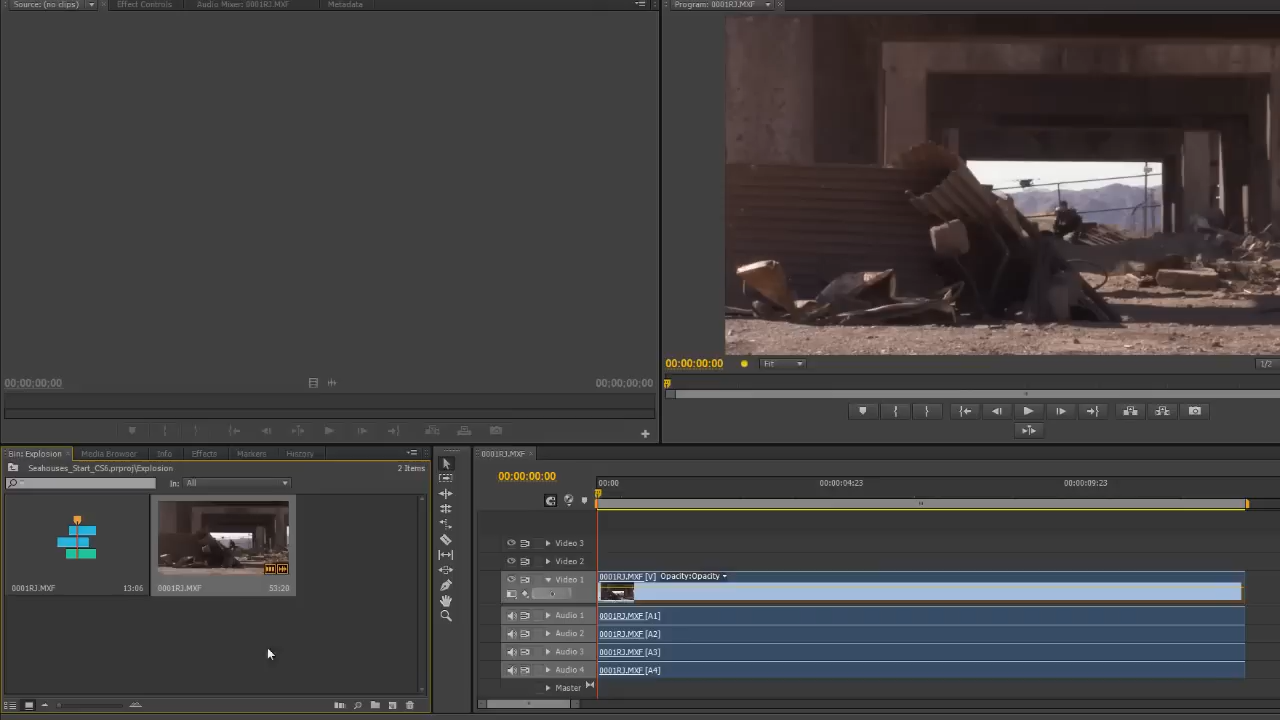 Source: (no clips)
Effect Controls
Audio Mixer: 0001RJ.MXF
Metadata
Program: 0001RJ.MXF
00;00;00;00
00;00;00;00
00:00:00:00
Fit
1/2
Bin: Explosion
Media Browser
Info
Effects
Markers
History
Seahouses_Start_CS6.prproj\Explosion
2 Items
In: All
0001RJ.MXF
13:06
0001RJ.MXF
53:20
0001RJ.MXF
00:00:00:00
00:00
00:00:04:23
00:00:09:23
Video 3
Video 2
Video 1
0001RJ.MXF [V] Opacity:Opacity
Audio 1
0001RJ.MXF [A1]
Audio 2
0001RJ.MXF [A2]
Audio 3
0001RJ.MXF [A3]
Audio 4
0001RJ.MXF [A4]
Master